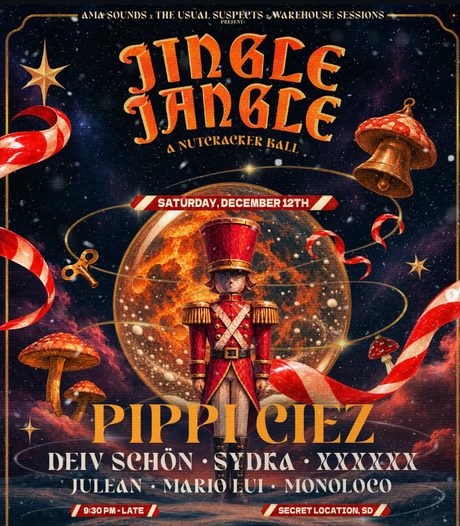 AMA SOUNDS x THE USUAL SUSPECTS x WAREHOUSE SESSIONS
PRESENT:
JINGLE
JANGLE
A NUTCRACKER BALL
SATURDAY, DECEMBER 12TH
PIPPI CIEZ
DEIV SCHÖN • SYDKA • XXXXXX
JULEAN • MARIO LUI • MONOLOCO
9:30 PM - LATE
SECRET LOCATION, SD